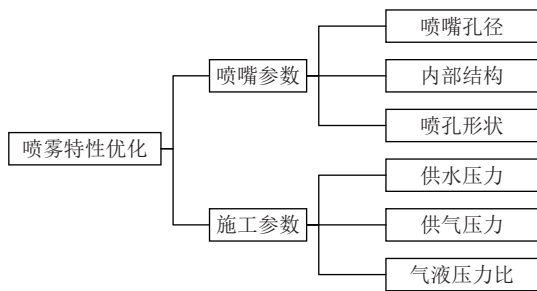 喷雾特性优化
喷嘴参数
喷嘴孔径
内部结构
喷孔形状
施工参数
供水压力
供气压力
气液压力比